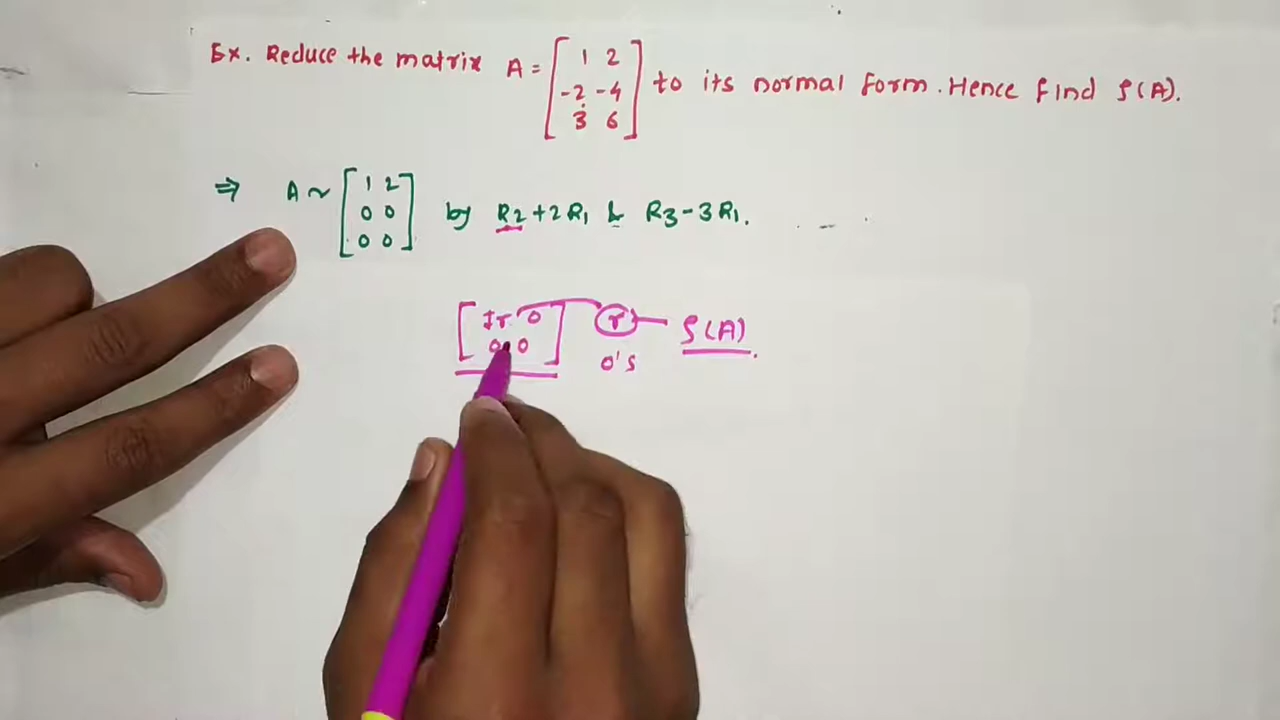 Ex. Reduce the matrix A = [ 1 2
-2 -4
3 6 ] to its normal form. Hence find ρ(A).
⇒ A ~ [ 1 2
0 0
0 0 ] by R2+2R1 & R3-3R1.
[ Ir 0
0 0 ] r — ρ(A).
0's